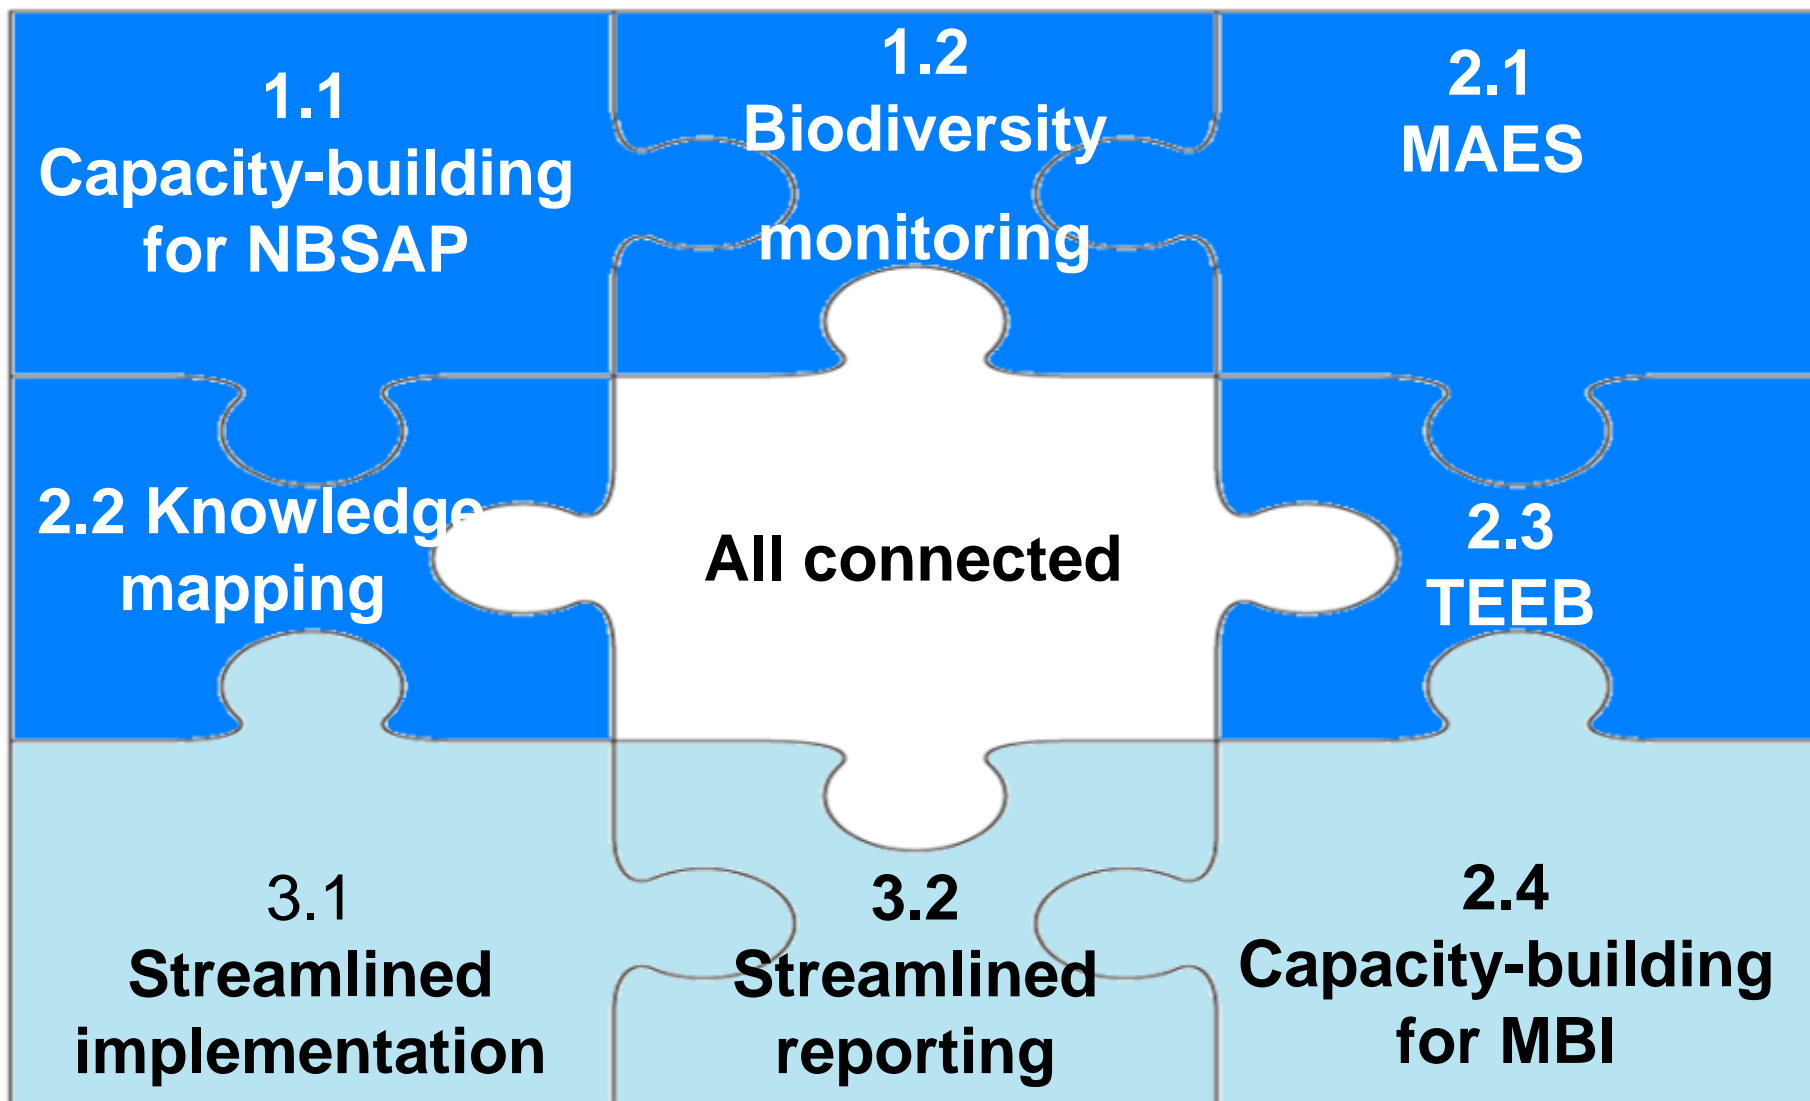 1.1
Capacity-building
for NBSAP
1.2
Biodiversity
monitoring
2.1
MAES
2.2 Knowledge
mapping
All connected
2.3
TEEB
3.1
Streamlined
implementation
3.2
Streamlined
reporting
2.4
Capacity-building
for MBI